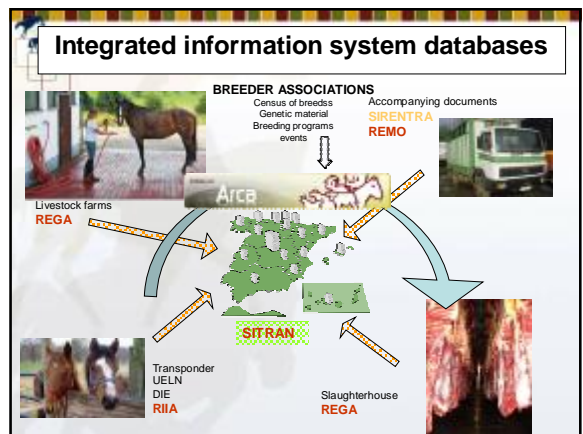 Integrated information system databases
BREEDER ASSOCIATIONS
Census of breedss
Genetic material
Breeding programs
events
Accompanying documents
SIRENTRA
REMO
Arca
Livestock farms
REGA
SITRAN
Transponder
UELN
DIE
RIIA
Slaughterhouse
REGA